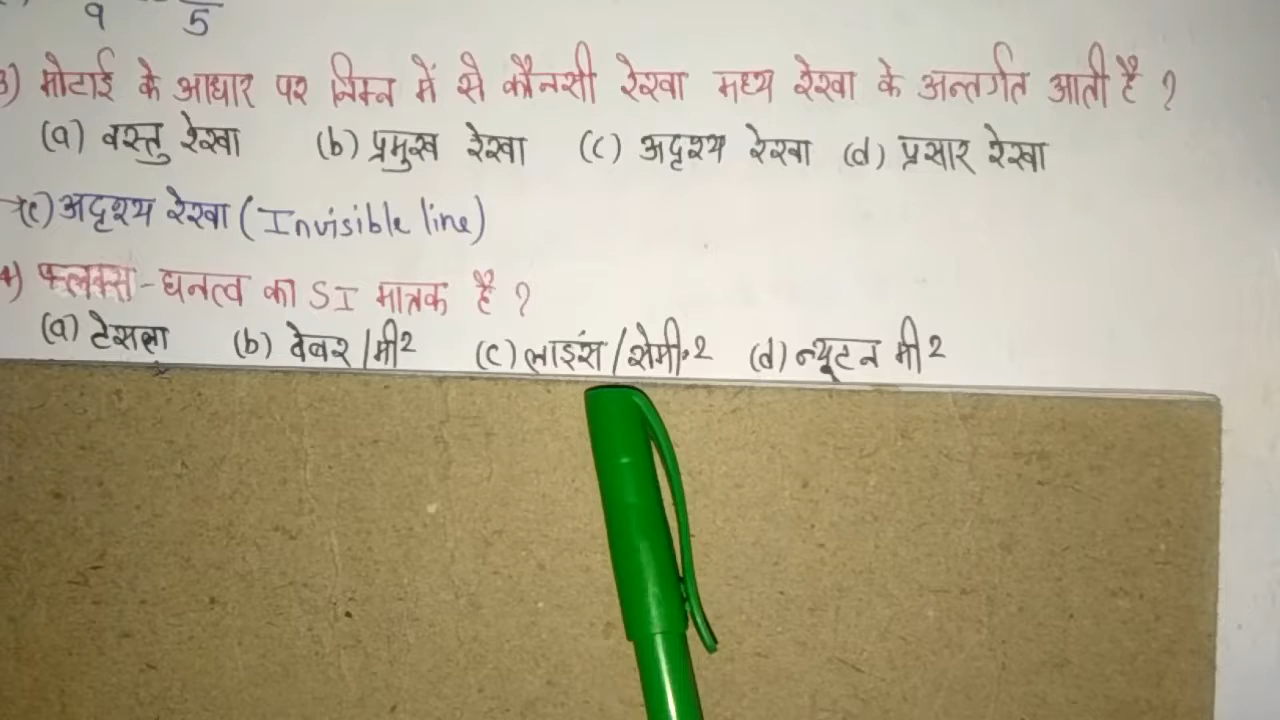 9 5
3) मोटाई के आधार पर निम्न में से कौनसी रेखा मध्य रेखा के अन्तर्गत आती है ?
(a) वस्तु रेखा (b) प्रमुख रेखा (c) अदृश्य रेखा (d) प्रसार रेखा
→(c) अदृश्य रेखा (Invisible line)
4) फ्लक्स-घनत्व का SI मात्रक है ?
(a) टेसला (b) वेबर/मी² (c) लाइंस/सेमी.² (d) न्यूटन मी²